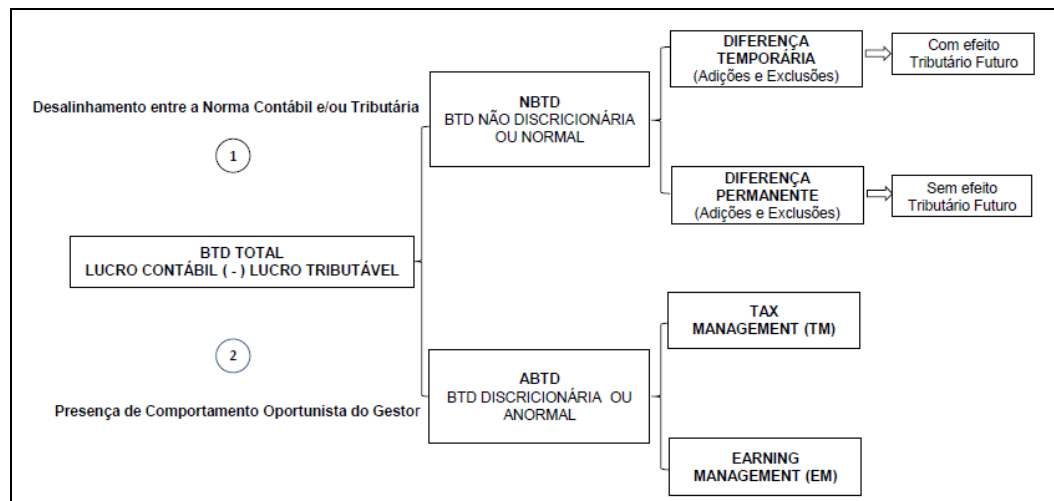 DIFERENÇA
TEMPORÁRIA
(Adições e Exclusões)
Com efeito
Tributário Futuro
Desalinhamento entre a Norma Contábil e/ou Tributária
1
NBTD
BTD NÃO DISCRICIONÁRIA
OU NORMAL
DIFERENÇA
PERMANENTE
(Adições e Exclusões)
Sem efeito
Tributário Futuro
BTD TOTAL
LUCRO CONTÁBIL ( - ) LUCRO TRIBUTÁVEL
TAX
MANAGEMENT (TM)
2
ABTD
BTD DISCRICIONÁRIA OU
ANORMAL
Presença de Comportamento Oportunista do Gestor
EARNING
MANAGEMENT (EM)